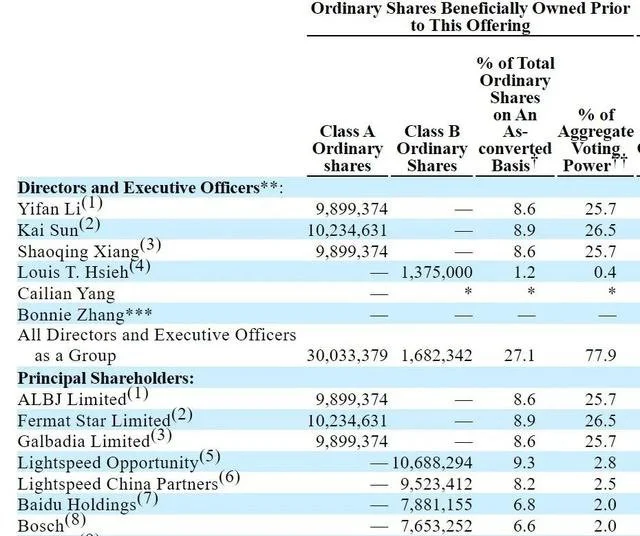 Ordinary Shares Beneficially Owned Prior
to This Offering
% of Total
Ordinary
Shares
on An
As-
converted
Basis†
% of
Aggregate
Voting
Power††
Class A
Ordinary
shares
Class B
Ordinary
Shares
Directors and Executive Officers**:
Yifan Li(1) 9,899,374 — 8.6 25.7
Kai Sun(2) 10,234,631 — 8.9 26.5
Shaoqing Xiang(3) 9,899,374 — 8.6 25.7
Louis T. Hsieh(4) — 1,375,000 1.2 0.4
Cailian Yang — * * *
Bonnie Zhang*** — — — —
All Directors and Executive Officers
as a Group 30,033,379 1,682,342 27.1 77.9
Principal Shareholders:
ALBJ Limited(1) 9,899,374 — 8.6 25.7
Fermat Star Limited(2) 10,234,631 — 8.9 26.5
Galbadia Limited(3) 9,899,374 — 8.6 25.7
Lightspeed Opportunity(5) — 10,688,294 9.3 2.8
Lightspeed China Partners(6) — 9,523,412 8.2 2.5
Baidu Holdings(7) — 7,881,155 6.8 2.0
Bosch(8) — 7,653,252 6.6 2.0